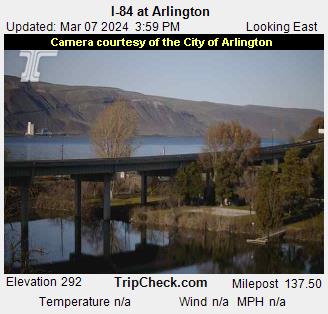 I-84 at Arlington
Updated: Mar 07 2024 3:59 PM Looking East
Camera courtesy of the City of Arlington
Elevation 292 TripCheck.com Milepost 137.50
Temperature n/a Wind n/a MPH n/a